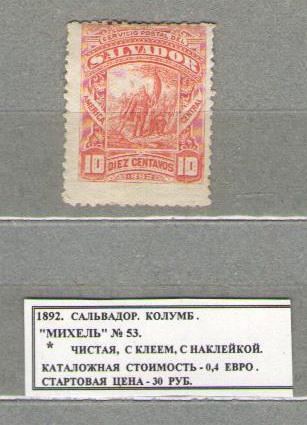 SERVICIO POSTAL DEL
SALVADOR
AMERICA CENTRAL
10 DIEZ CENTAVOS 10
1892
1892. САЛЬВАДОР. КОЛУМБ.
"МИХЕЛЬ" № 53.
* ЧИСТАЯ, С КЛЕЕМ, С НАКЛЕЙКОЙ.
КАТАЛОЖНАЯ СТОИМОСТЬ - 0,4 ЕВРО.
СТАРТОВАЯ ЦЕНА - 30 РУБ.